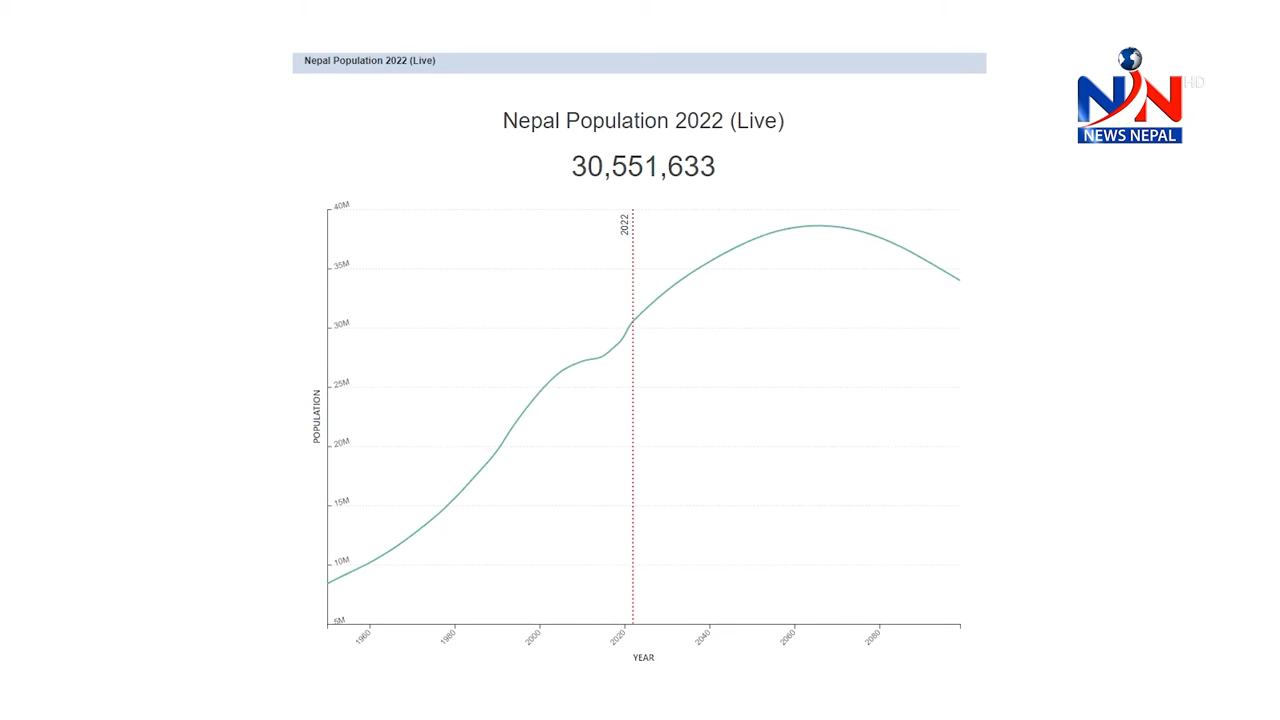 Nepal Population 2022 (Live)
HD
NEWS NEPAL
Nepal Population 2022 (Live)
30,551,633
40M
2022
35M
30M
25M
POPULATION
20M
15M
10M
5M
1960
1980
2000
2020
2040
2060
2080
YEAR